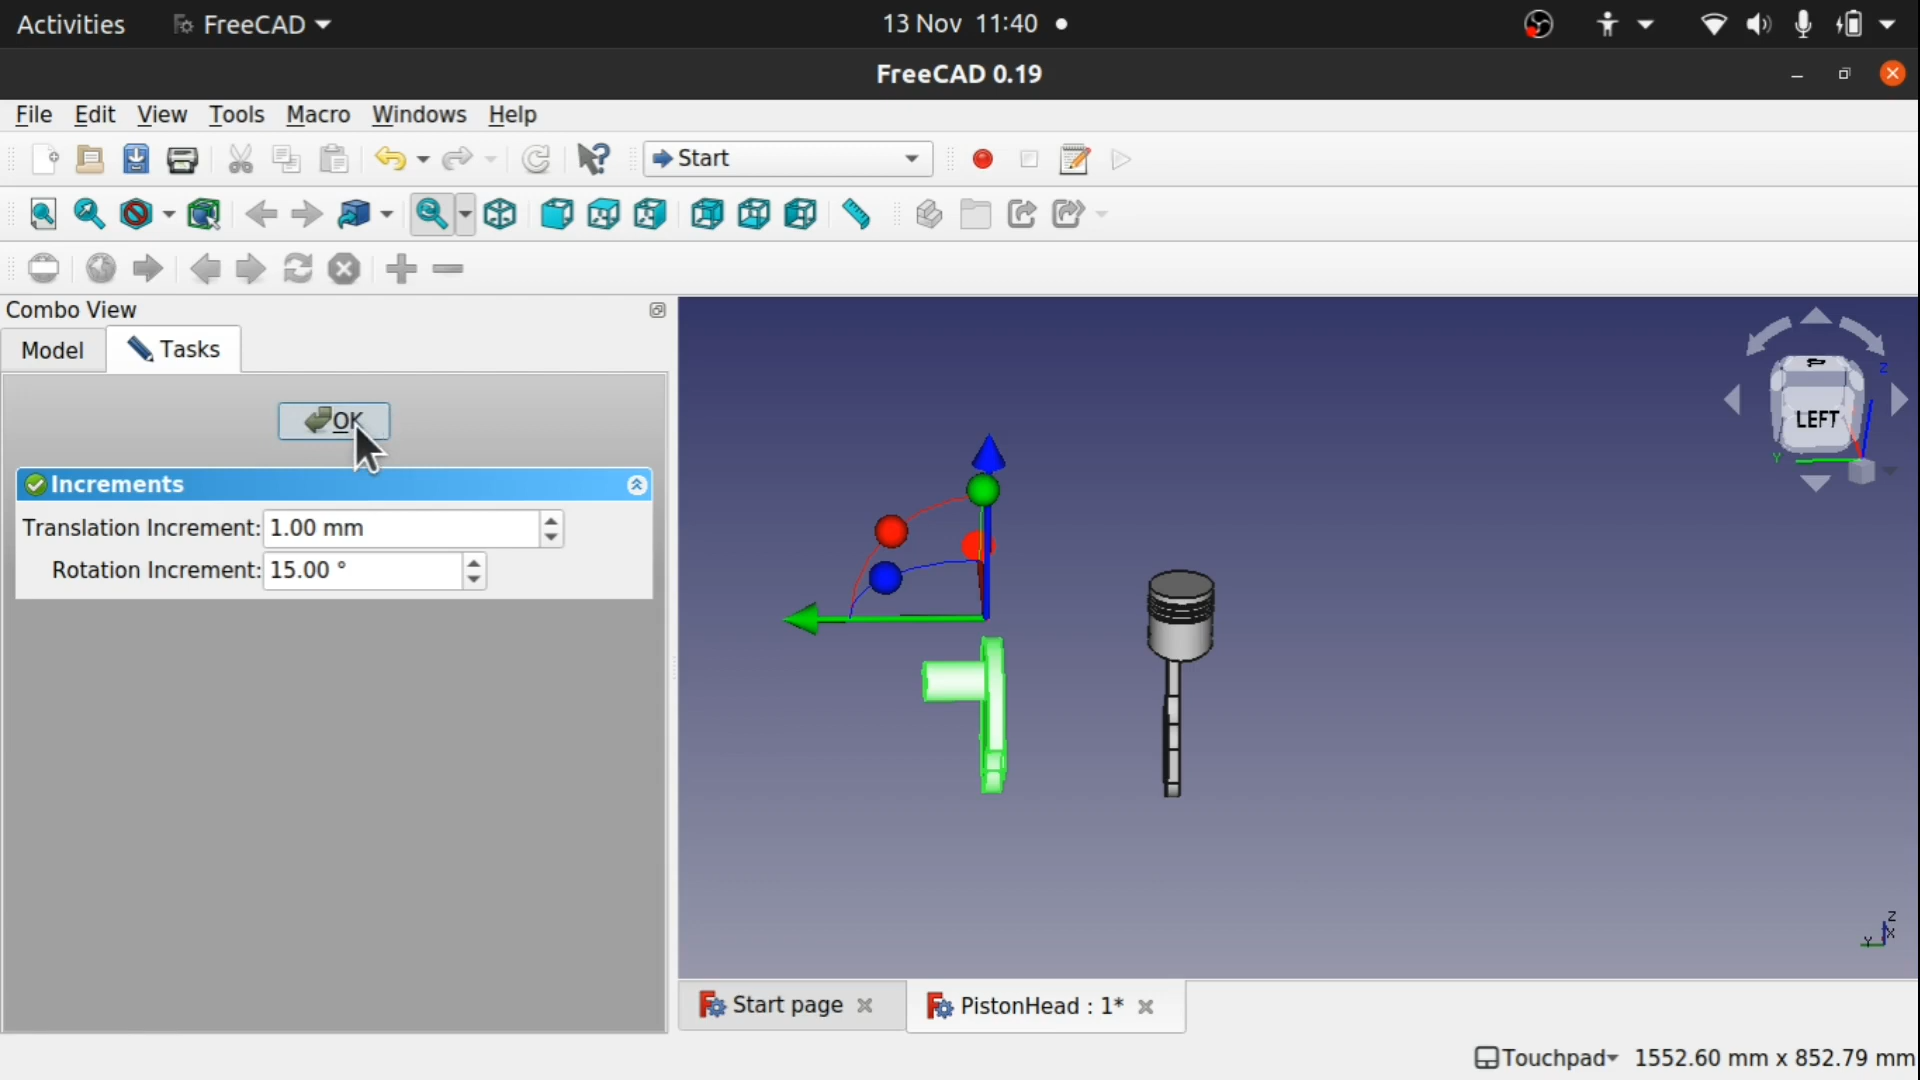 Activities FreeCAD 13 Nov 11:40
FreeCAD 0.19
File Edit View Tools Macro Windows Help
Start
Combo View
Model Tasks
OK
Increments
Translation Increment: 1.00 mm
Rotation Increment: 15.00 °
LEFT
Z
Y
Z
X
Y
Start page PistonHead : 1*
Touchpad 1552.60 mm x 852.79 mm